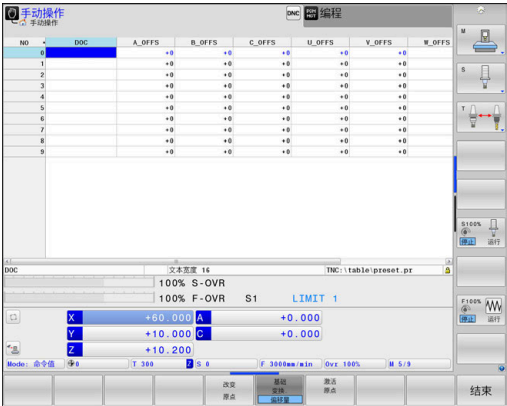 手动操作
手动操作
DNC
编程
NO DOC A_OFFS B_OFFS C_OFFS U_OFFS V_OFFS W_OFFS
0 +0 +0 +0 +0 +0
1 +0 +0 +0 +0 +0
2 +0 +0 +0 +0 +0
3 +0 +0 +0 +0 +0
4 +0 +0 +0 +0 +0
5 +0 +0 +0 +0 +0
6 +0 +0 +0 +0 +0
7 +0 +0 +0 +0 +0
8 +0 +0 +0 +0 +0
9 +0 +0 +0 +0 +0
DOC 文本宽度 16 TNC:\table\preset.pr
100% S-OVR
100% F-OVR S1 LIMIT 1
X +60.000 A +0.000
Y +10.000 C +0.000
Z +10.200
Mode: 命令值 0 T 300 Z S 0 F 3000mm/min Ovr 100% M 5/9
改变 原点
基础 变换 偏移量
激活 原点
结束
M
S
T
S100%
停止 运行
F100%
停止 运行